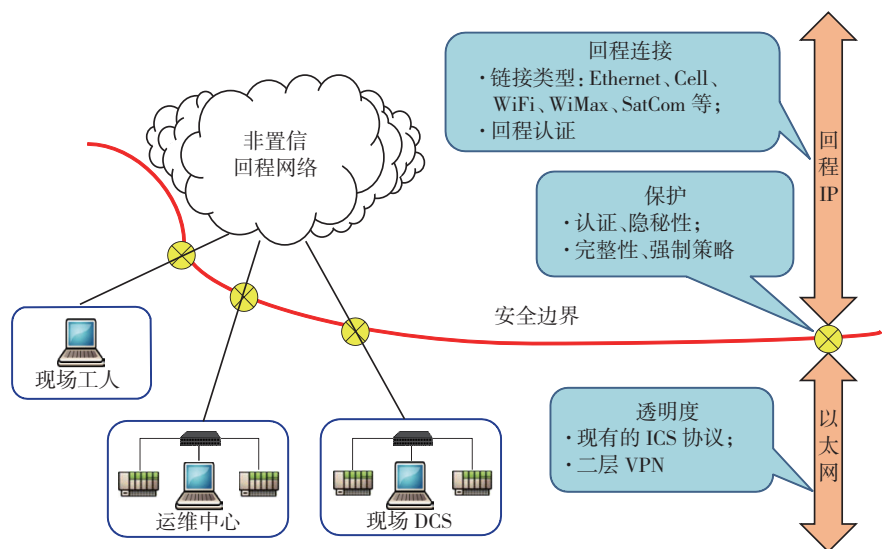 回程连接
·链接类型:Ethernet、Cell、
WiFi、WiMax、SatCom 等;
·回程认证
非置信
回程网络
回程 IP
保护
·认证、隐秘性;
·完整性、强制策略
安全边界
现场工人
透明度
·现有的 ICS 协议;
·二层 VPN
以太网
运维中心
现场 DCS